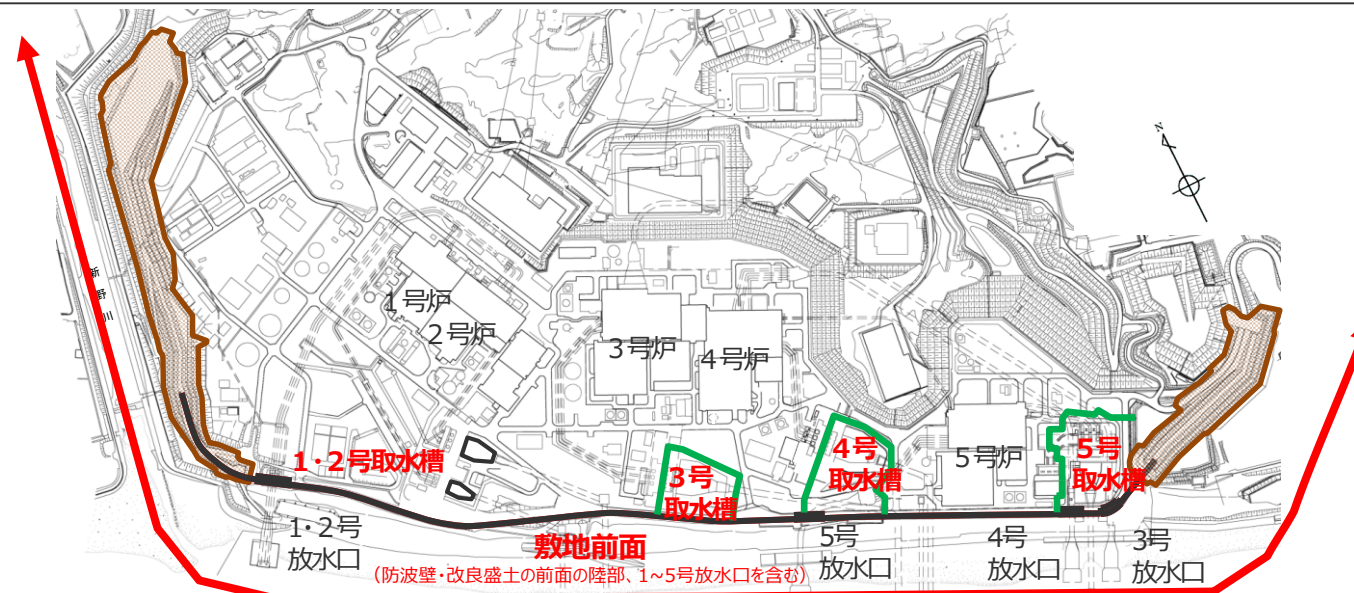 N
新野川
1号炉
2号炉
3号炉
4号炉
5号炉
1・2号取水槽
3号
取水槽
4号
取水槽
5号
取水槽
1・2号
放水口
敷地前面
(防波壁・改良盛土の前面の陸部、1~5号放水口を含む)
5号
放水口
4号
放水口
3号
放水口